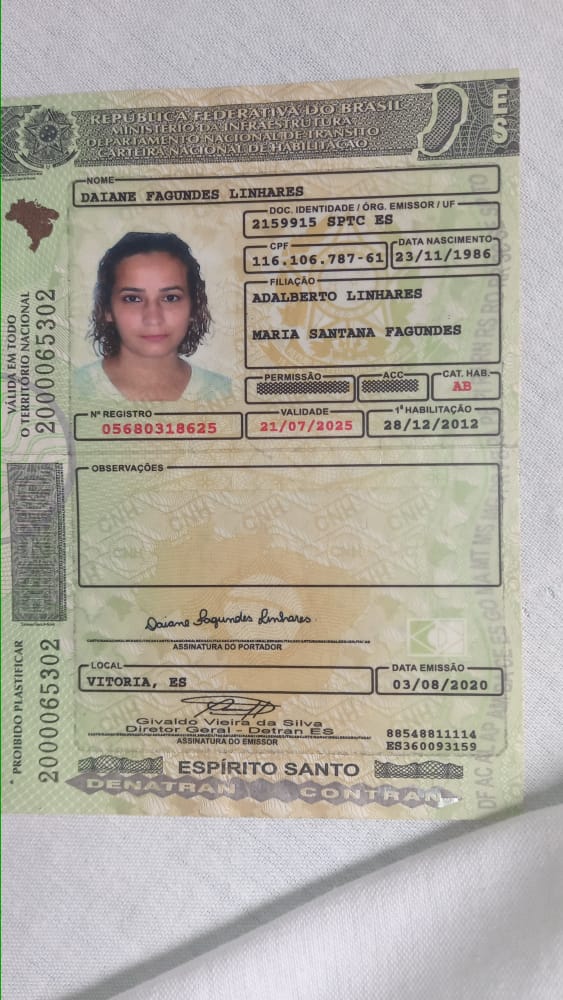 REPÚBLICA FEDERATIVA DO BRASIL
MINISTÉRIO DA INFRAESTRUTURA
DEPARTAMENTO NACIONAL DE TRÂNSITO
CARTEIRA NACIONAL DE HABILITAÇÃO
ES
NOME
DAIANE FAGUNDES LINHARES
DOC. IDENTIDADE / ÓRG. EMISSOR / UF
2159915 SPTC ES
CPF
116.106.787-61
DATA NASCIMENTO
23/11/1986
FILIAÇÃO
ADALBERTO LINHARES
MARIA SANTANA FAGUNDES
PERMISSÃO
ACC
CAT. HAB.
AB
Nº REGISTRO
05680318625
VALIDADE
21/07/2025
1ª HABILITAÇÃO
28/12/2012
VÁLIDA EM TODO
O TERRITÓRIO NACIONAL
2000065302
OBSERVAÇÕES
Daiane Fagundes Linhares
ASSINATURA DO PORTADOR
LOCAL
VITORIA, ES
DATA EMISSÃO
03/08/2020
Givaldo Vieira da Silva
Diretor Geral - Detran ES
ASSINATURA DO EMISSOR
88548811114
ES360093159
* PROIBIDO PLASTIFICAR
2000065302
ESPÍRITO SANTO
DENATRAN CONTRAN